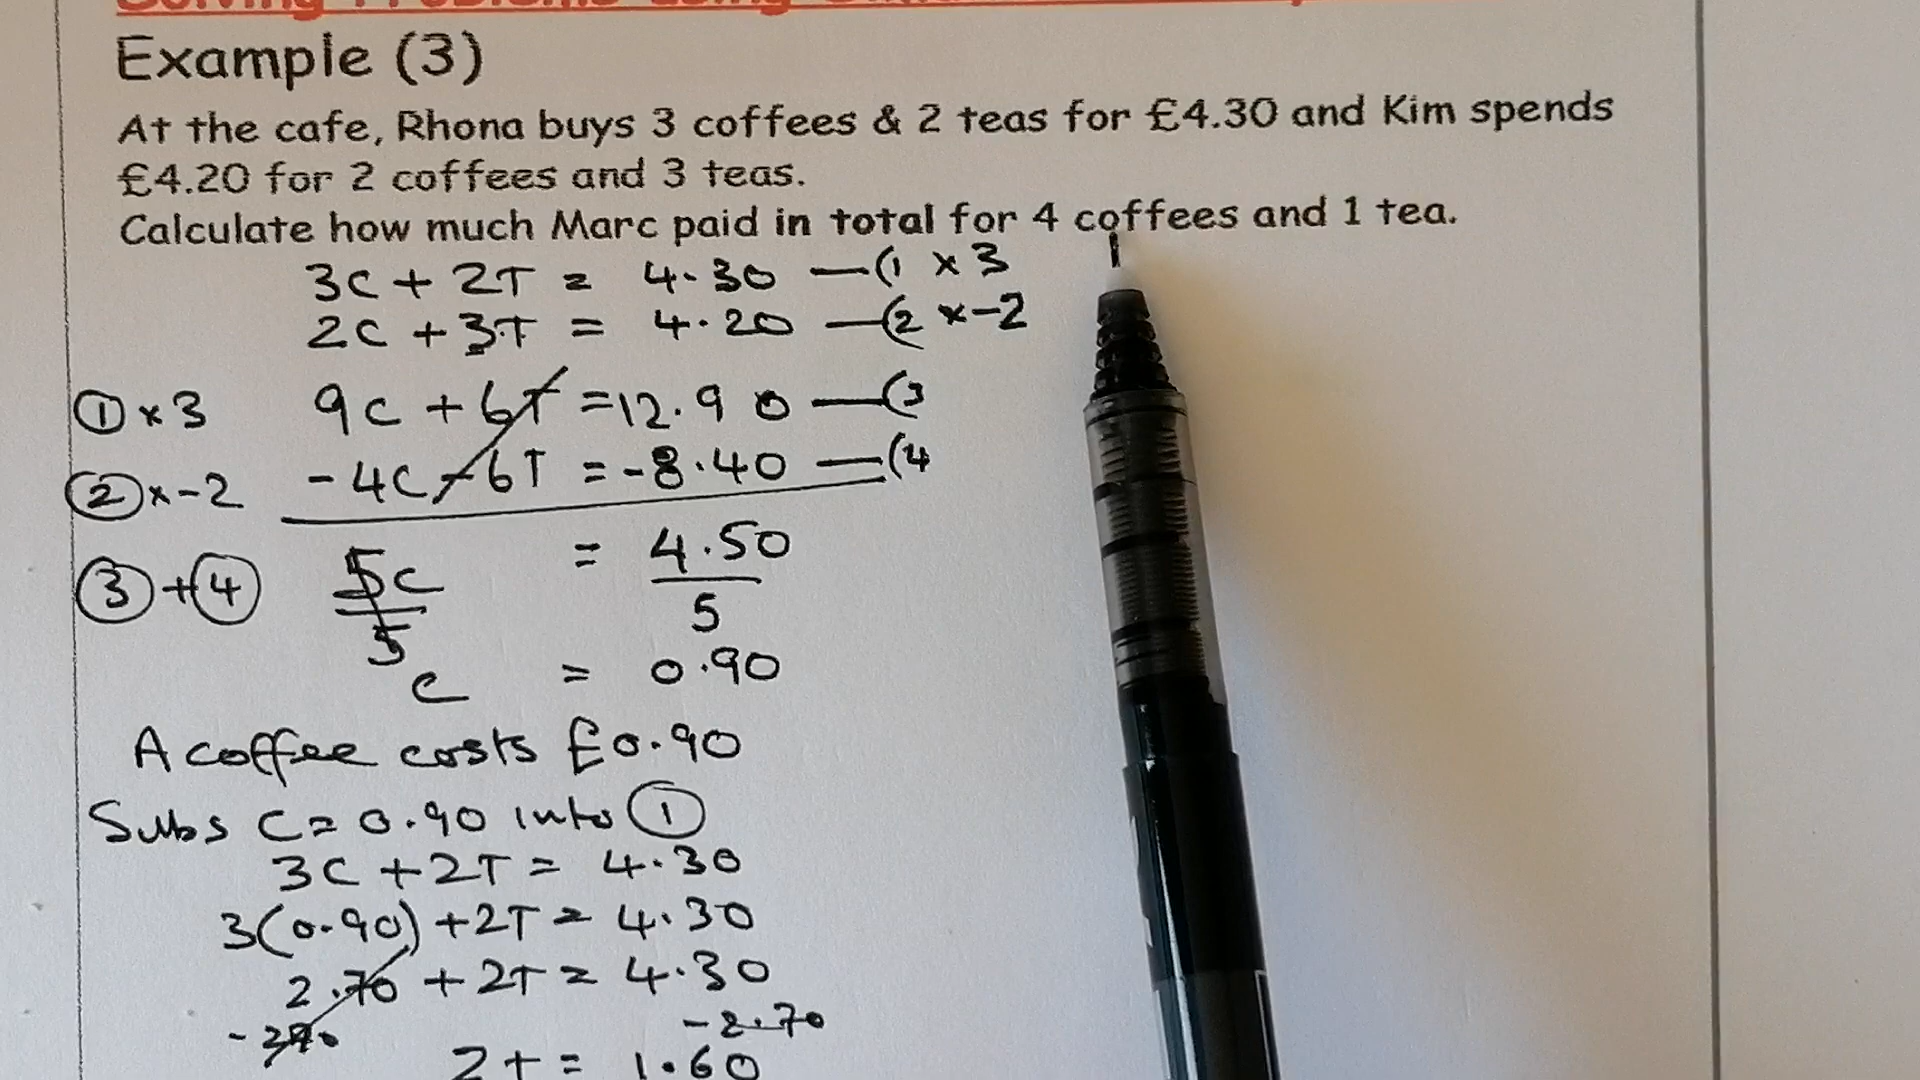 Solving Problems using
Example (3)
At the cafe, Rhona buys 3 coffees & 2 teas for £4.30 and Kim spends
£4.20 for 2 coffees and 3 teas.
Calculate how much Marc paid in total for 4 coffees and 1 tea.
3C + 2T = 4.30 —(1 × 3
2C + 3T = 4.20 —(2 × -2
① × 3 9C + 6T = 12.90 —(3
② × -2 -4C - 6T = -8.40 —(4
③ + ④ 5C/5 = 4.50/5
C = 0.90
A coffee costs £0.90
Subs C = 0.90 into ①
3C + 2T = 4.30
3(0.90) + 2T = 4.30
2.70 + 2T = 4.30
-2.70
2T = 1.60